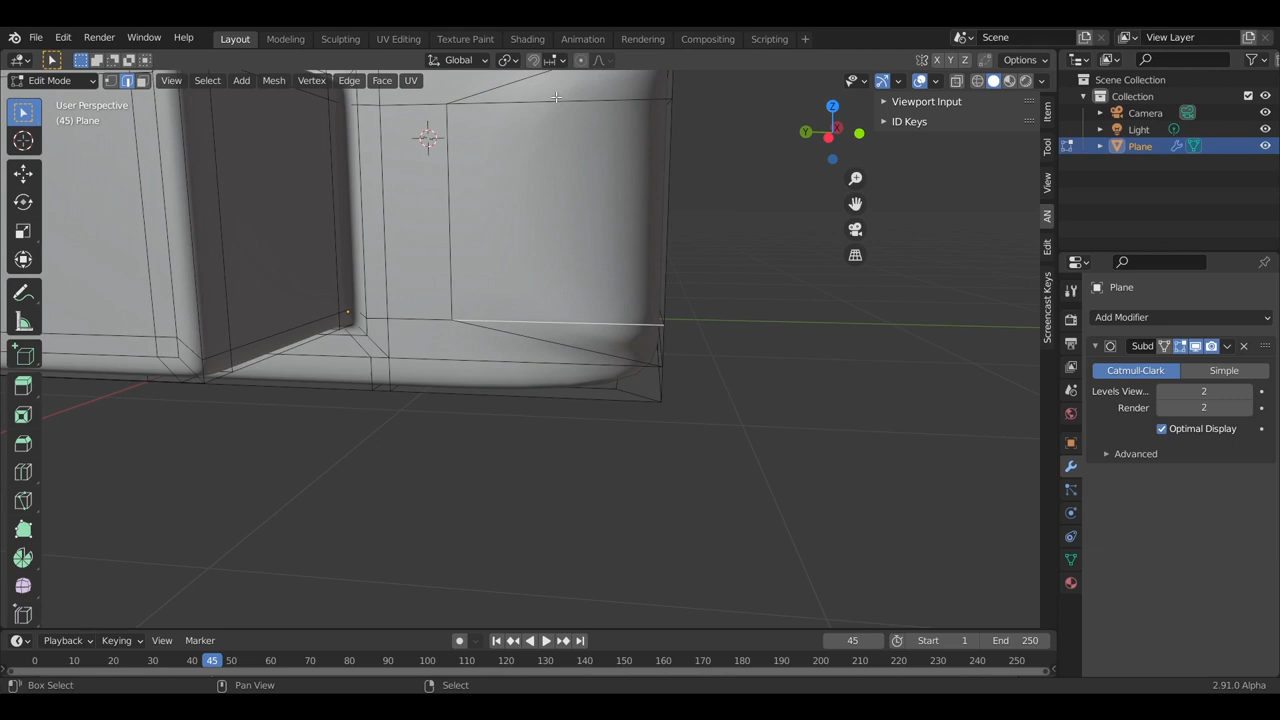 File Edit Render Window Help Layout Modeling Sculpting UV Editing Texture Paint Shading Animation Rendering Compositing Scripting + Scene View Layer
Global X Y Z Options
Edit Mode View Select Add Mesh Vertex Edge Face UV
User Perspective
(45) Plane
Z
Y
X
Viewport Input
ID Keys
Item
Tool
View
AN
Edit
Screencast Keys
Scene Collection
Collection
Camera
Light
Plane
Plane
Add Modifier
Subd
Catmull-Clark Simple
Levels View... 2
Render 2
Optimal Display
Advanced
Playback Keying View Marker 45 Start 1 End 250
0 10 20 30 40 45 50 60 70 80 90 100 110 120 130 140 150 160 170 180 190 200 210 220 230 240 250
Box Select Pan View Select 2.91.0 Alpha